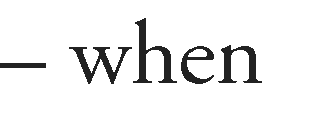 — when